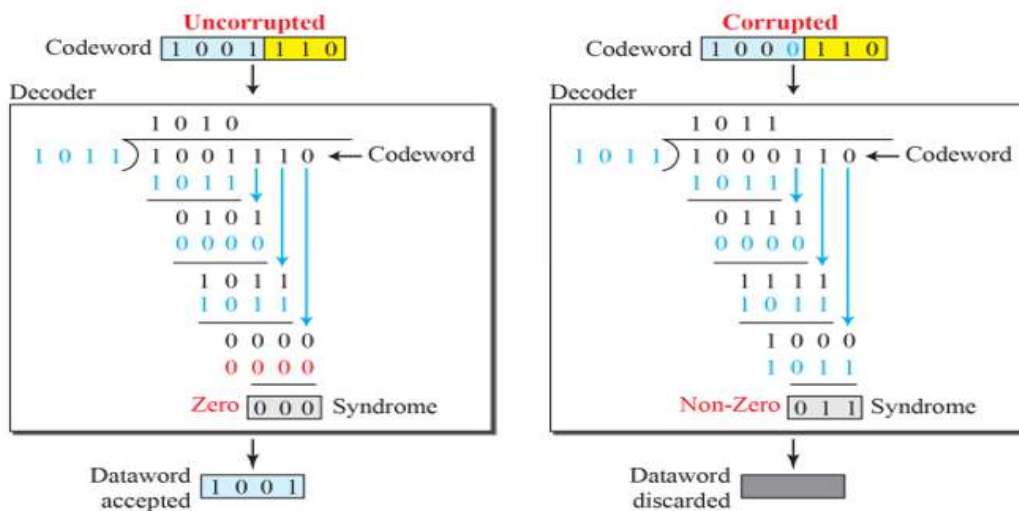 Uncorrupted
Codeword 1 0 0 1 1 1 0
Decoder
1 0 1 0
1 0 1 1 ) 1 0 0 1 1 1 0 Codeword
1 0 1 1
0 1 0 1
0 0 0 0
1 0 1 1
1 0 1 1
0 0 0 0
0 0 0 0
Zero 0 0 0 Syndrome
Dataword
accepted 1 0 0 1
Corrupted
Codeword 1 0 0 0 1 1 0
Decoder
1 0 1 1
1 0 1 1 ) 1 0 0 0 1 1 0 Codeword
1 0 1 1
0 1 1 1
0 0 0 0
1 1 1 1
1 0 1 1
1 0 0 0
1 0 1 1
Non-Zero 0 1 1 Syndrome
Dataword
discarded